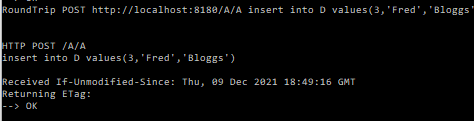 RoundTrip POST http://localhost:8180/A/A insert into D values(3,'Fred','Bloggs'
HTTP POST /A/A
insert into D values(3,'Fred','Bloggs')
Received If-Unmodified-Since: Thu, 09 Dec 2021 18:49:16 GMT
Returning ETag:
--> OK